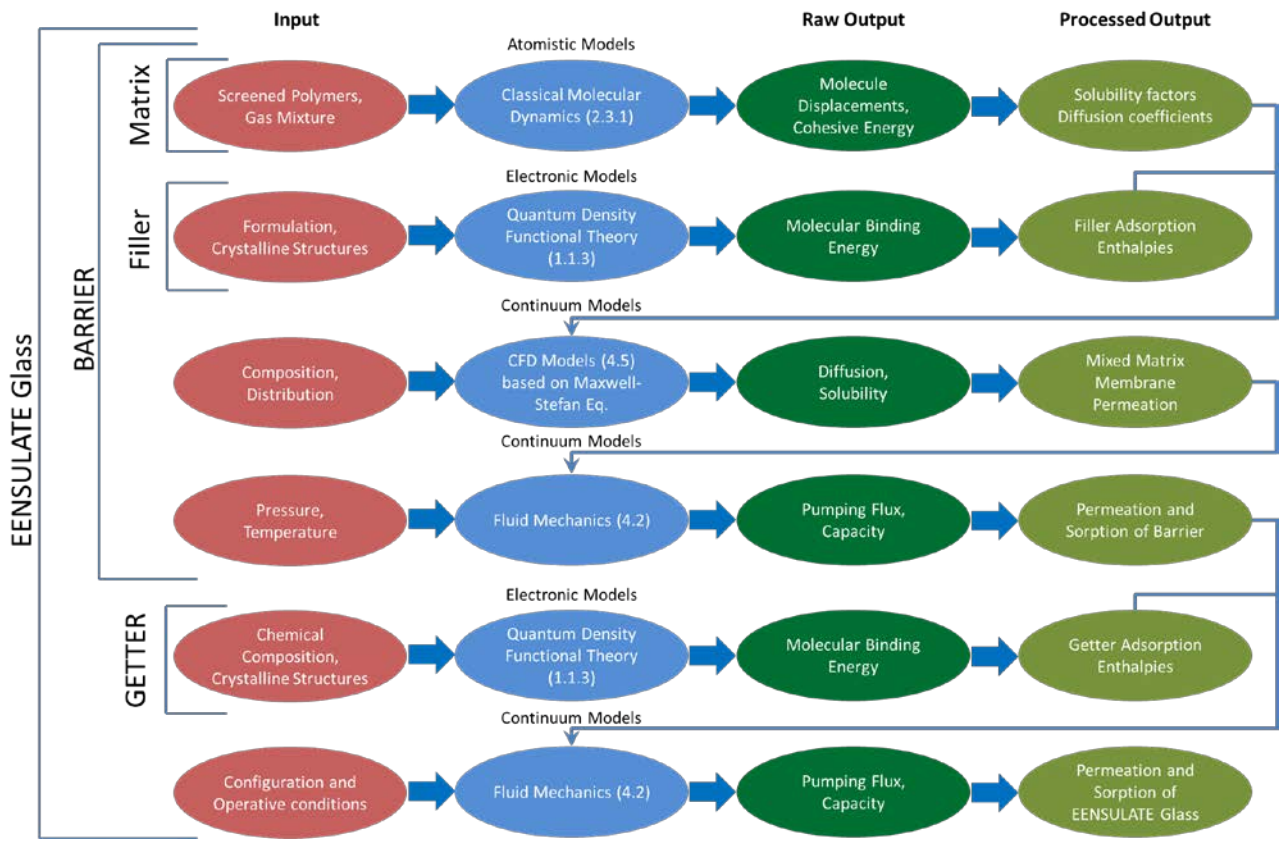 Input
Raw Output
Processed Output
EENSULATE Glass
BARRIER
Matrix
Atomistic Models
Screened Polymers,
Gas Mixture
Classical Molecular
Dynamics (2.3.1)
Molecule
Displacements,
Cohesive Energy
Solubility factors
Diffusion coefficients
Filler
Electronic Models
Formulation,
Crystalline Structures
Quantum Density
Functional Theory
(1.1.3)
Molecular Binding
Energy
Filler Adsorption
Enthalpies
Continuum Models
Composition,
Distribution
CFD Models (4.5)
based on Maxwell-
Stefan Eq.
Diffusion,
Solubility
Mixed Matrix
Membrane
Permeation
Continuum Models
Pressure,
Temperature
Fluid Mechanics (4.2)
Pumping Flux,
Capacity
Permeation and
Sorption of Barrier
GETTER
Electronic Models
Chemical
Composition,
Crystalline Structures
Quantum Density
Functional Theory
(1.1.3)
Molecular Binding
Energy
Getter Adsorption
Enthalpies
Continuum Models
Configuration and
Operative conditions
Fluid Mechanics (4.2)
Pumping Flux,
Capacity
Permeation and
Sorption of
EENSULATE Glass